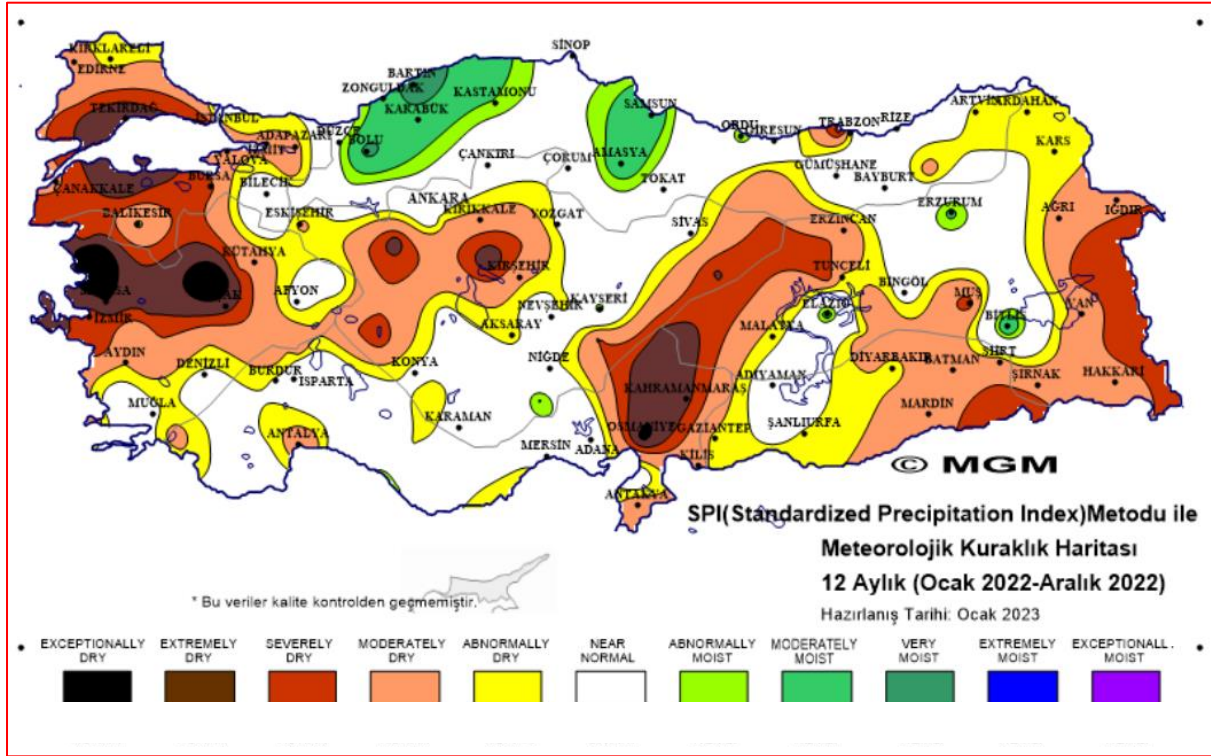 SİNOP
KIRKLARELİ
EDİRNE
BARTIN
ZONGULDAK
KASTAMONU
KARABÜK
SAMSUN
TEKİRDAĞ
İSTANBUL
ADAPAZARI
DÜZCE
BOLU
ORDU
TRABZON
RİZE
ARTVİN
ARDAHAN
KARS
YALOVA
ÇANKIRI
ÇORUM
AMASYA
GÜMÜŞHANE
BAYBURT
ÇANAKKALE
BURSA
ANKARA
TOKAT
BALIKESİR
ESKİŞEHİR
KIRIKKALE
YOZGAT
SİVAS
ERZİNCAN
ERZURUM
AĞRI
IĞDIR
KÜTAHYA
KIRŞEHİR
TUNCELİ
BİNGÖL
MUŞ
AFYON
NEVŞEHİR
KAYSERİ
ELAZIĞ
BİTLİS
VAN
İZMİR
AKSARAY
MALATYA
AYDIN
DENİZLİ
BURDUR
ISPARTA
KONYA
NİĞDE
ADIYAMAN
DİYARBAKIR
BATMAN
SİİRT
ŞIRNAK
HAKKARİ
KAHRAMANMARAŞ
MUĞLA
KARAMAN
MARDİN
ANTALYA
MERSİN
ADANA
OSMANİYE
GAZİANTEP
ŞANLIURFA
KİLİS
ANTAKYA
© MGM
SPI(Standardized Precipitation Index)Metodu ile
Meteorolojik Kuraklık Haritası
12 Aylık (Ocak 2022-Aralık 2022)
Hazırlanış Tarihi: Ocak 2023
* Bu veriler kalite kontrolden geçmemiştir.
EXCEPTIONALLY DRY
EXTREMELY DRY
SEVERELY DRY
MODERATELY DRY
ABNORMALLY DRY
NEAR NORMAL
ABNORMALLY MOIST
MODERATELY MOIST
VERY MOIST
EXTREMELY MOIST
EXCEPTIONALL. MOIST